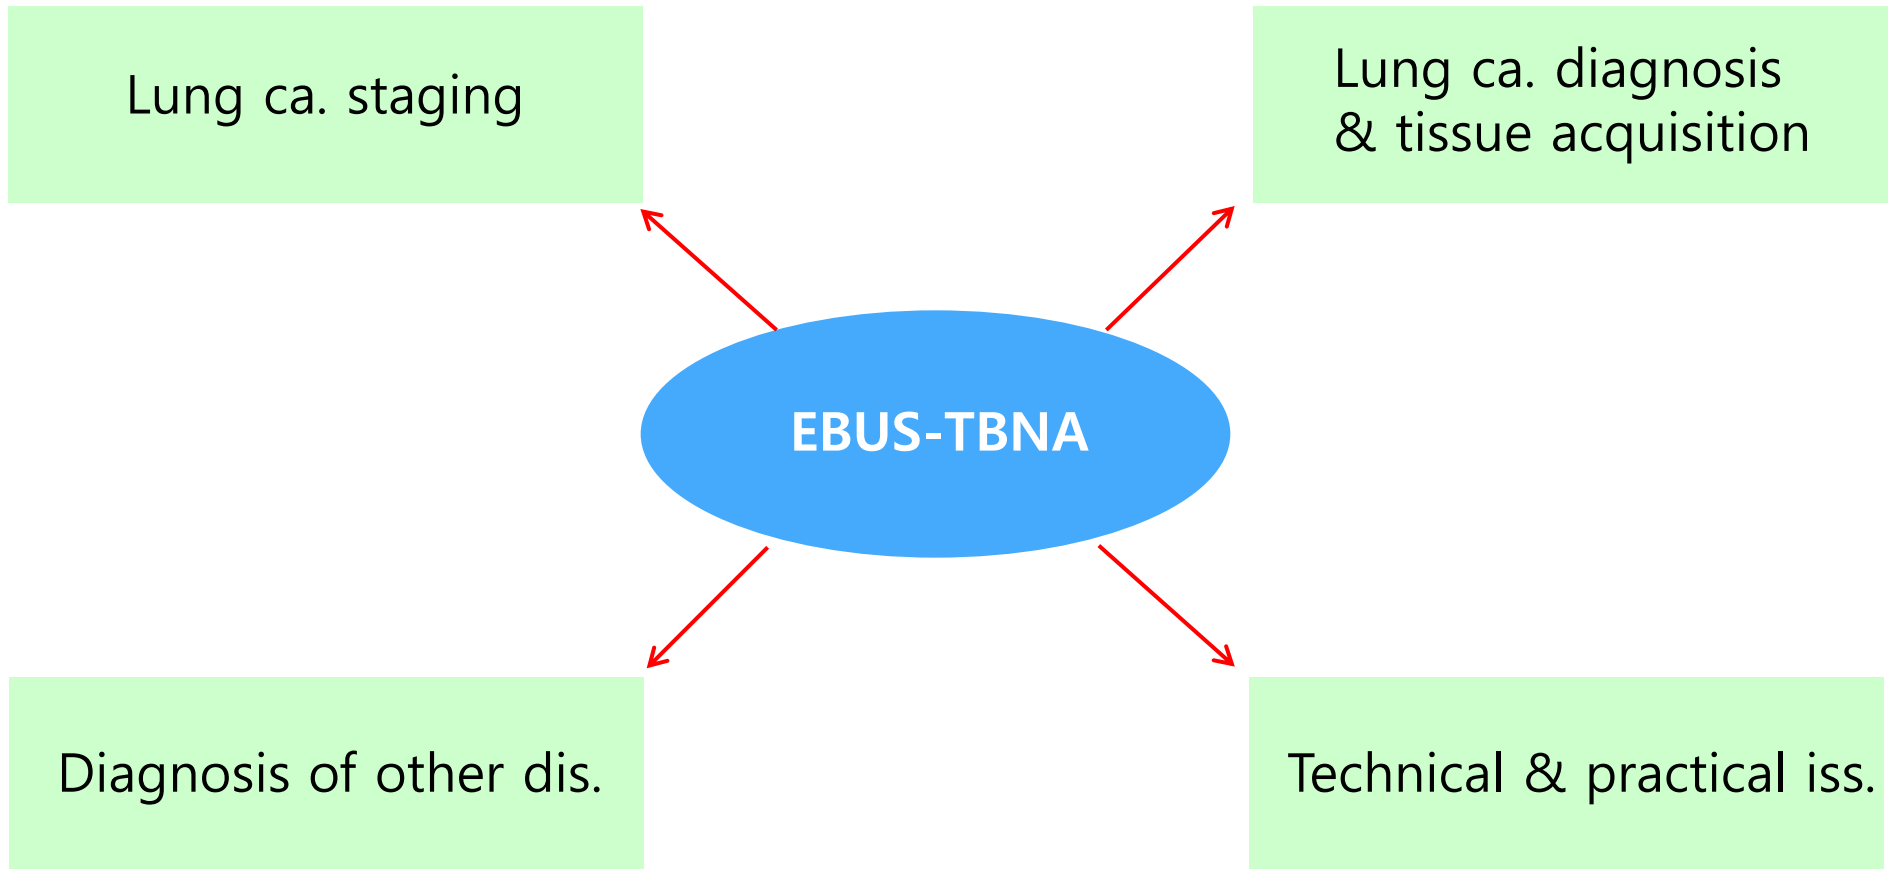 Lung ca. staging
Lung ca. diagnosis
& tissue acquisition
EBUS-TBNA
Diagnosis of other dis.
Technical & practical iss.